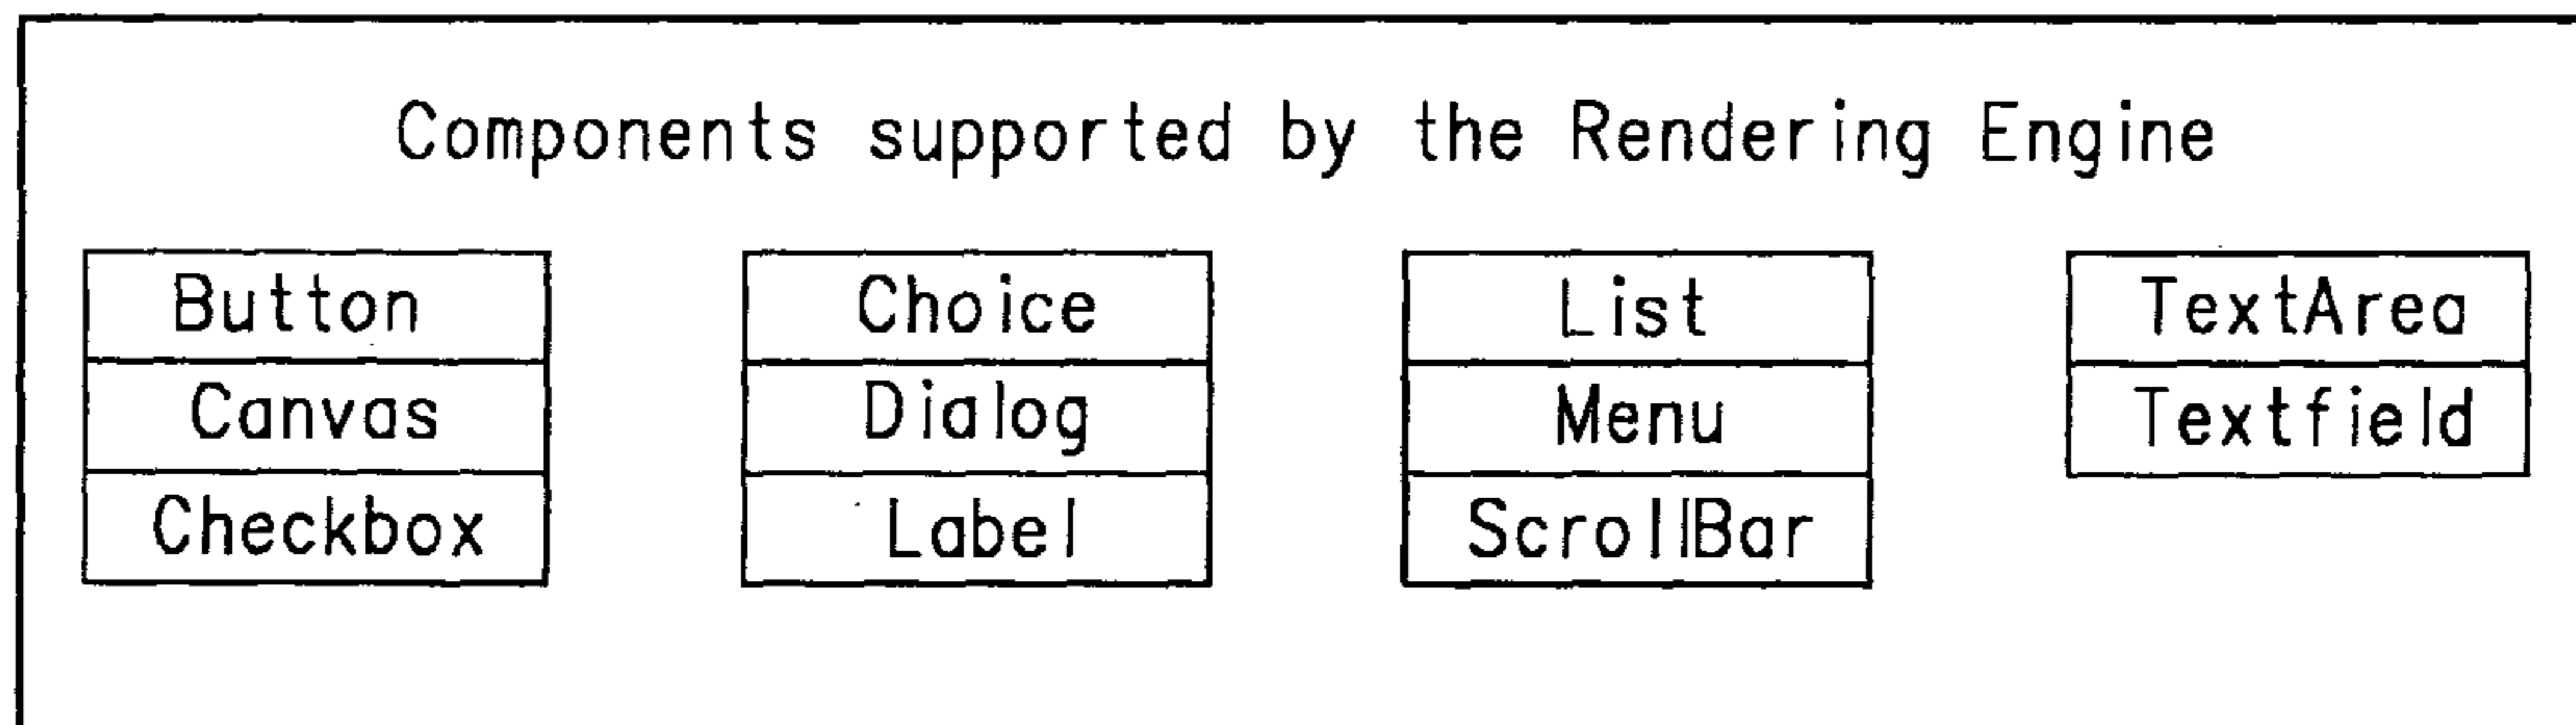 Components supported by the Rendering Engine
Button
Canvas
Checkbox
Choice
Dialog
Label
List
Menu
ScrollBar
TextArea
Textfield